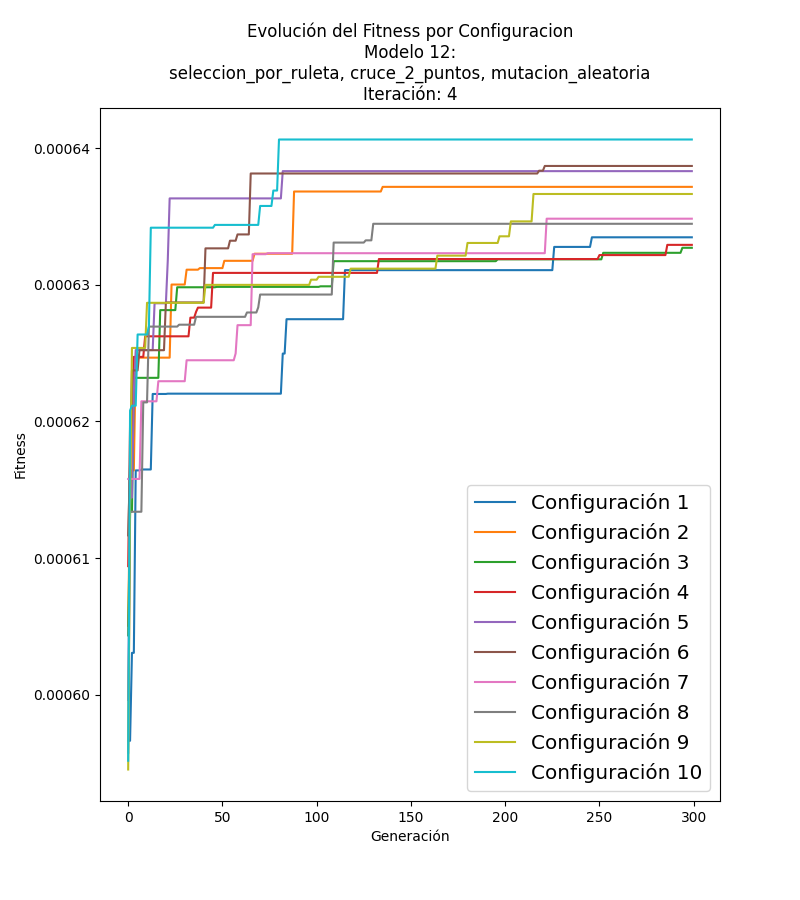 Evolución del Fitness por Configuracion
Modelo 12:
seleccion_por_ruleta, cruce_2_puntos, mutacion_aleatoria
Iteración: 4
0.00064
0.00063
0.00062
0.00061
0.00060
Fitness
Configuración 1
Configuración 2
Configuración 3
Configuración 4
Configuración 5
Configuración 6
Configuración 7
Configuración 8
Configuración 9
Configuración 10
0 50 100 150 200 250 300
Generación